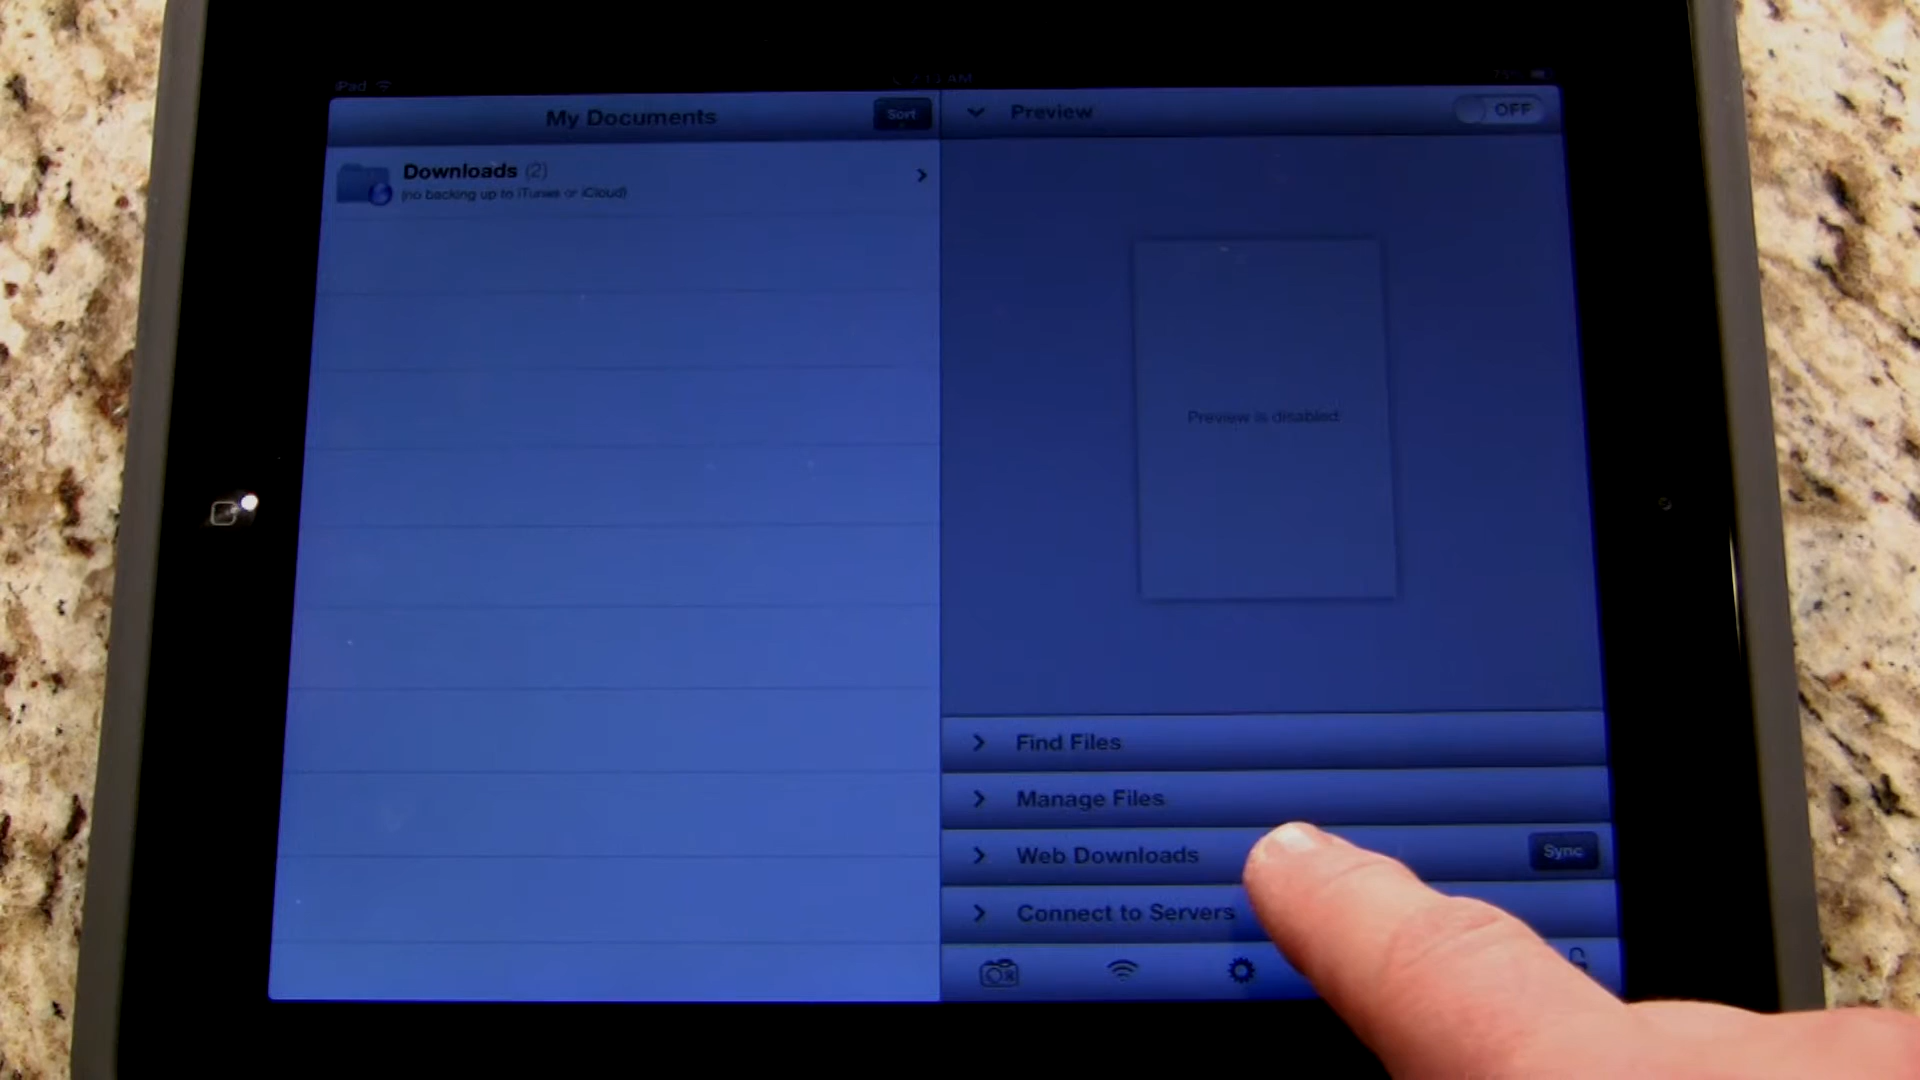 iPad
My Documents
Sort
Preview
OFF
Downloads (2)
(no backing up to iTunes or iCloud)
Preview is disabled
Find Files
Manage Files
Web Downloads
Sync
Connect to Servers